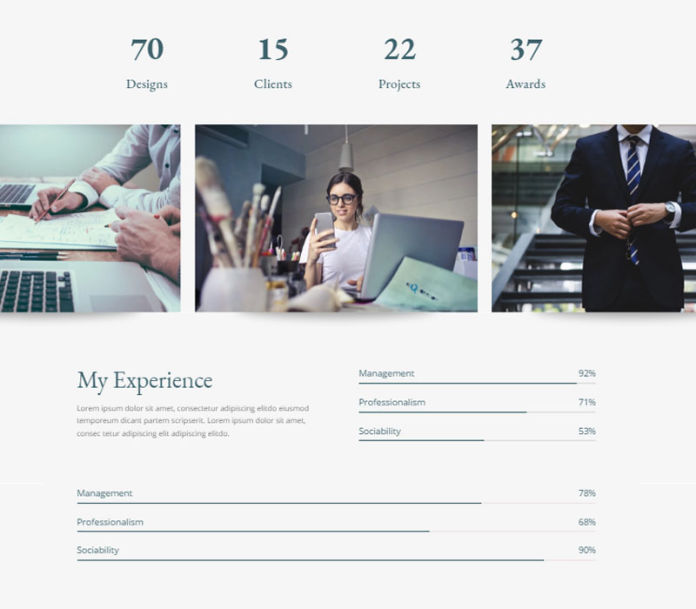 70 15 22 37
Designs Clients Projects Awards
My Experience
Lorem ipsum dolor sit amet, consectetur adipiscing elitdo eiusmod
temporeum dicant partem scripserit. Lorem ipsum dolor sit amet,
consec tetur adipiscing elit adipiscing elitdo.
Management 92%
Professionalism 71%
Sociability 53%
Management 78%
Professionalism 68%
Sociability 90%